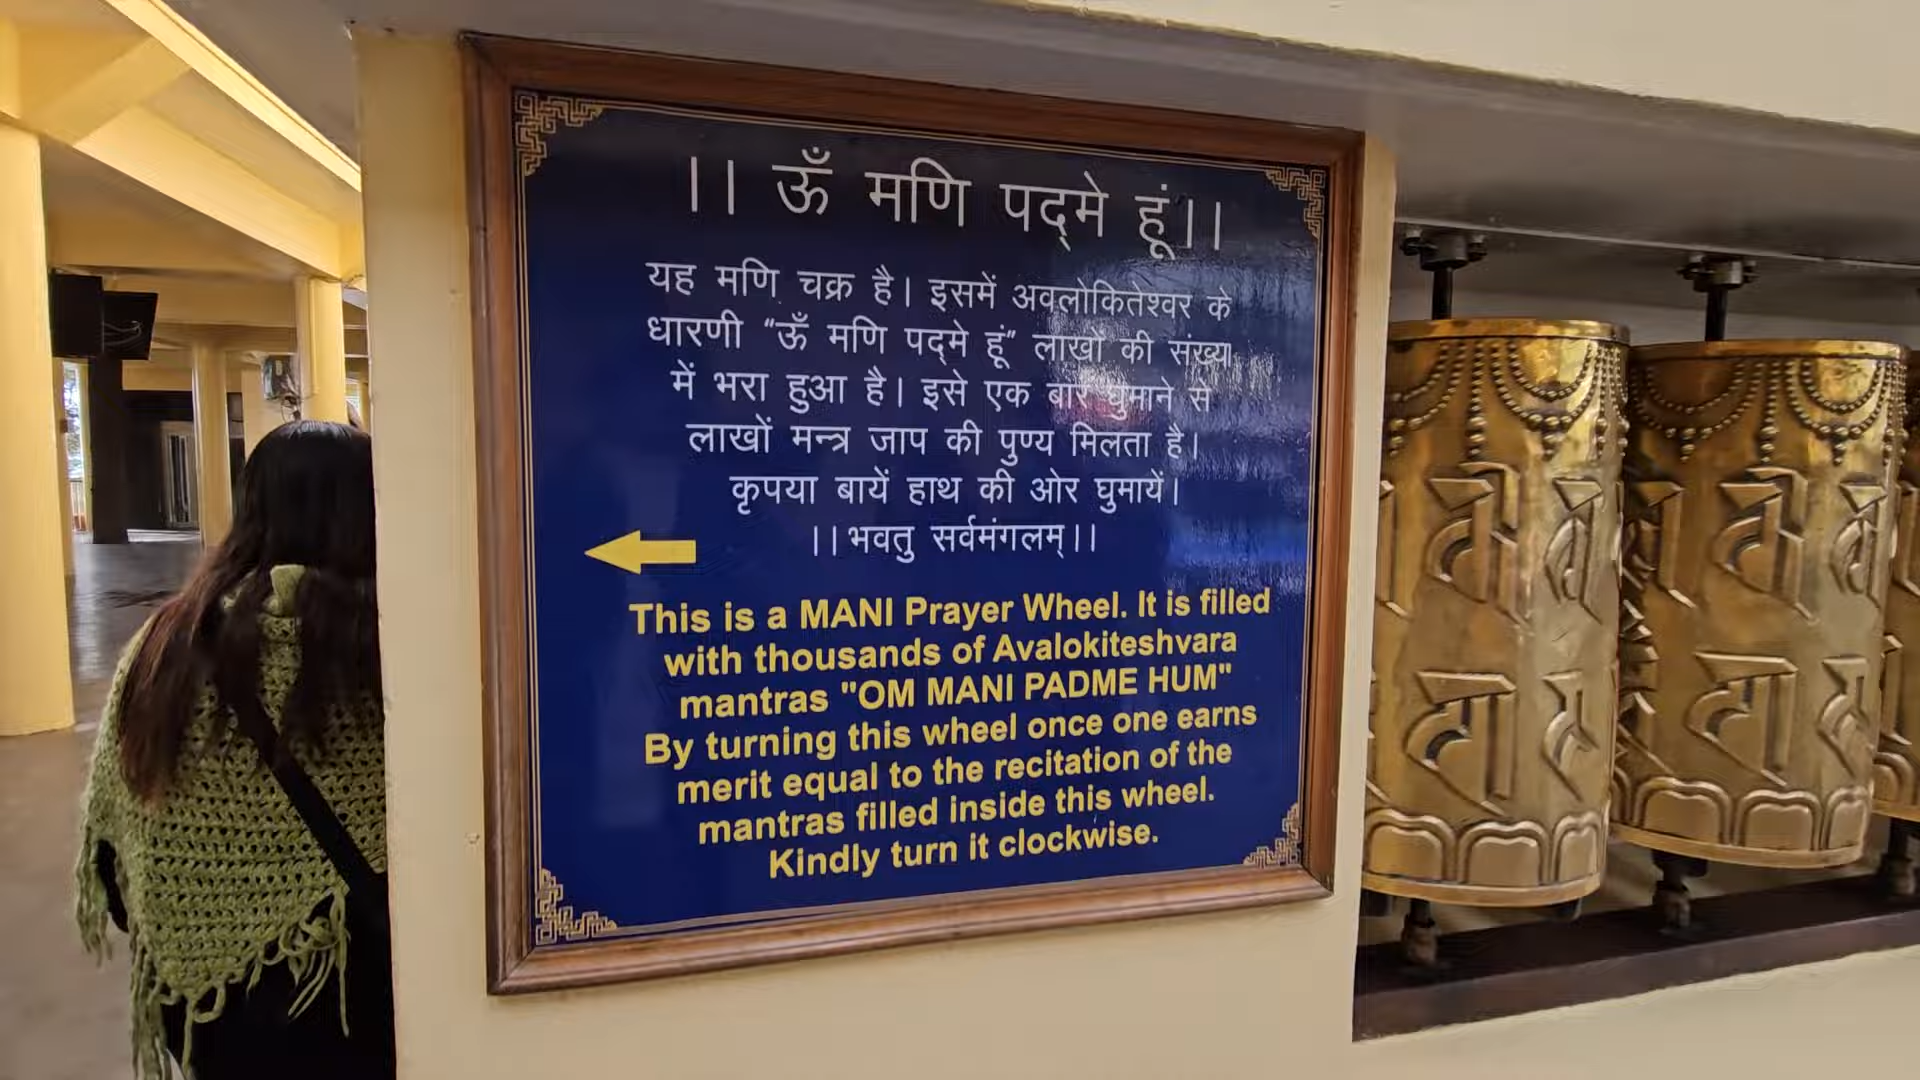 ।। ऊँ मणि पद्‌मे हूं।।
यह मणि चक्र है। इसमें अवलोकितेश्वर के
धारणी "ऊँ मणि पद्‌मे हूं" लाखों की संख्या
में भरा हुआ है। इसे एक बार घुमाने से
लाखों मन्त्र जाप की पुण्य मिलता है।
कृपया बायें हाथ की ओर घुमायें।
।।भवतु सर्वमंगलम्।।
This is a MANI Prayer Wheel. It is filled
with thousands of Avalokiteshvara
mantras "OM MANI PADME HUM"
By turning this wheel once one earns
merit equal to the recitation of the
mantras filled inside this wheel.
Kindly turn it clockwise.